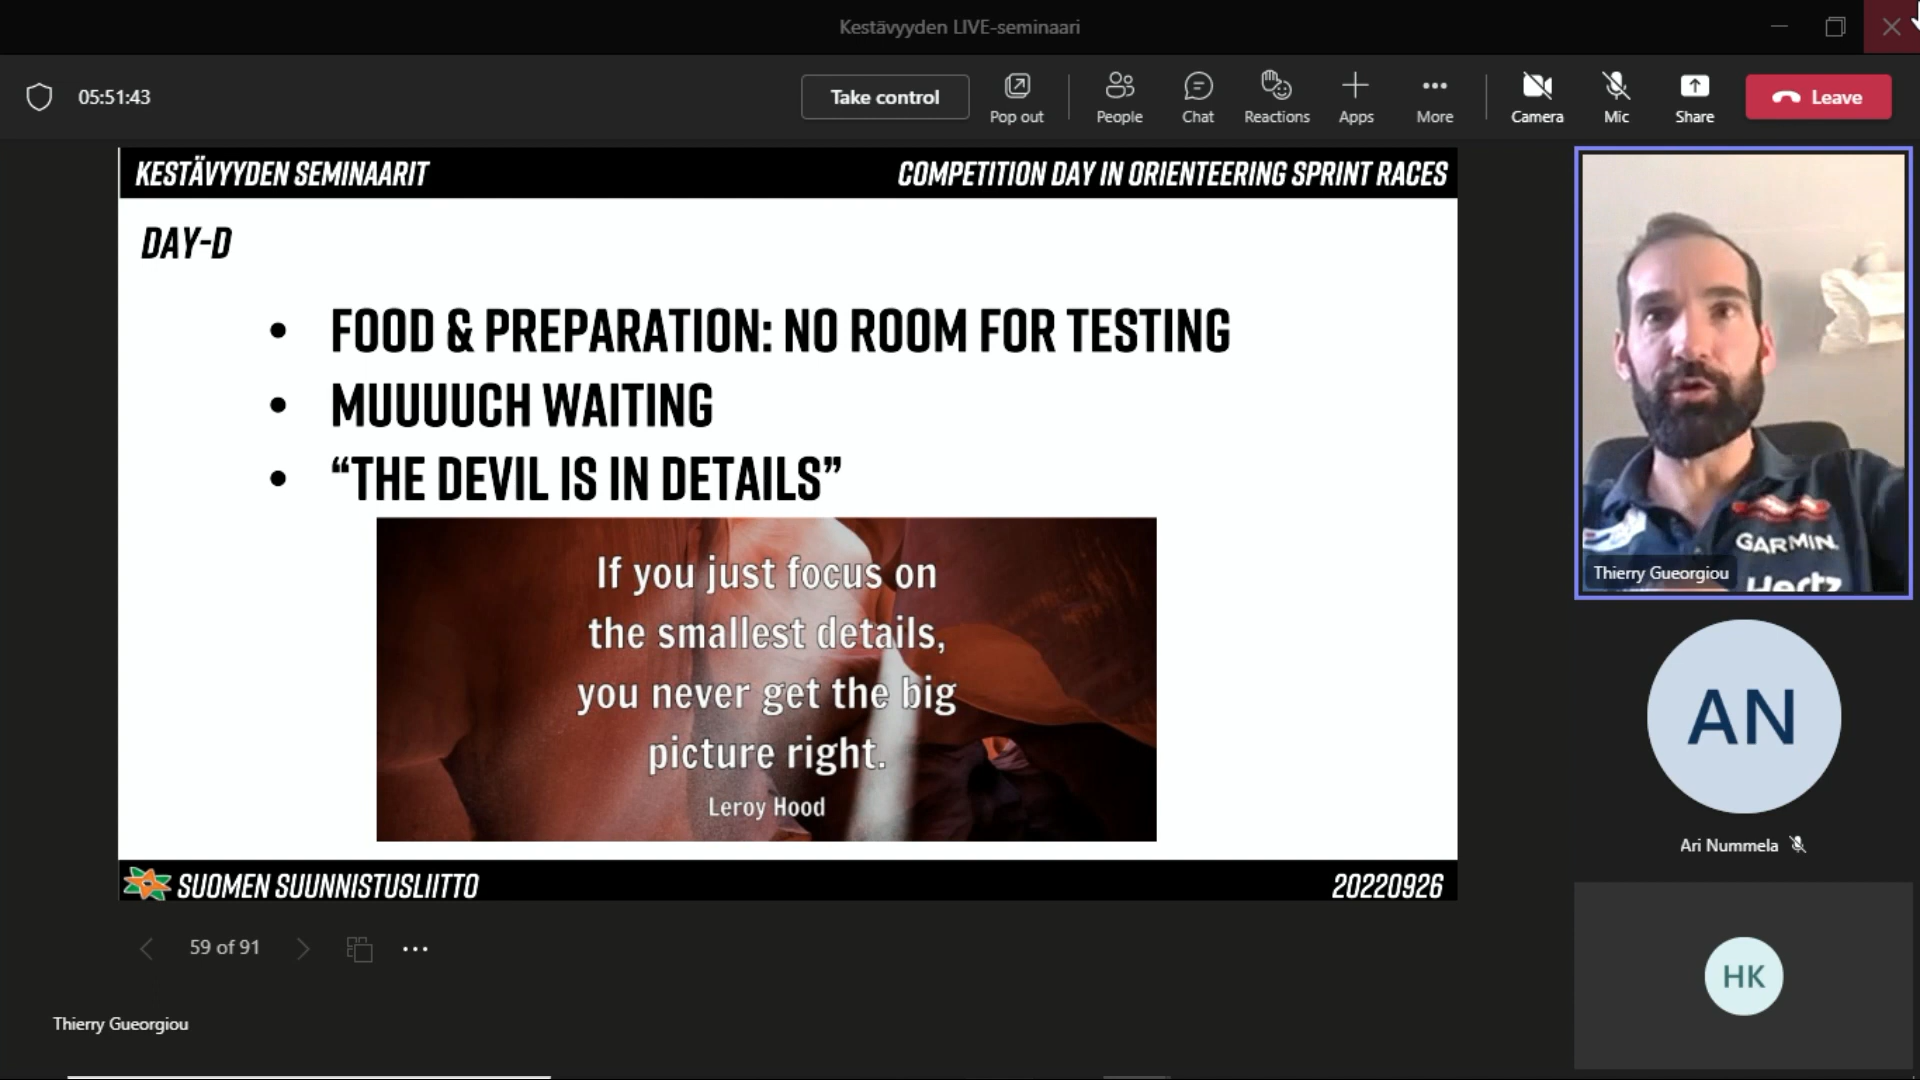 Kestävyyden LIVE-seminaari
05:51:43
Take control
Pop out
People
Chat
Reactions
Apps
More
Camera
Mic
Share
Leave
KESTÄVYYDEN SEMINAARIT
COMPETITION DAY IN ORIENTEERING SPRINT RACES
DAY-D
• FOOD & PREPARATION: NO ROOM FOR TESTING
• MUUUUCH WAITING
• “THE DEVIL IS IN DETAILS”
If you just focus on
the smallest details,
you never get the big
picture right.
Leroy Hood
SUOMEN SUUNNISTUSLIITTO
20220926
59 of 91
Thierry Gueorgiou
GARMIN.
Hertz
Thierry Gueorgiou
AN
Ari Nummela
HK